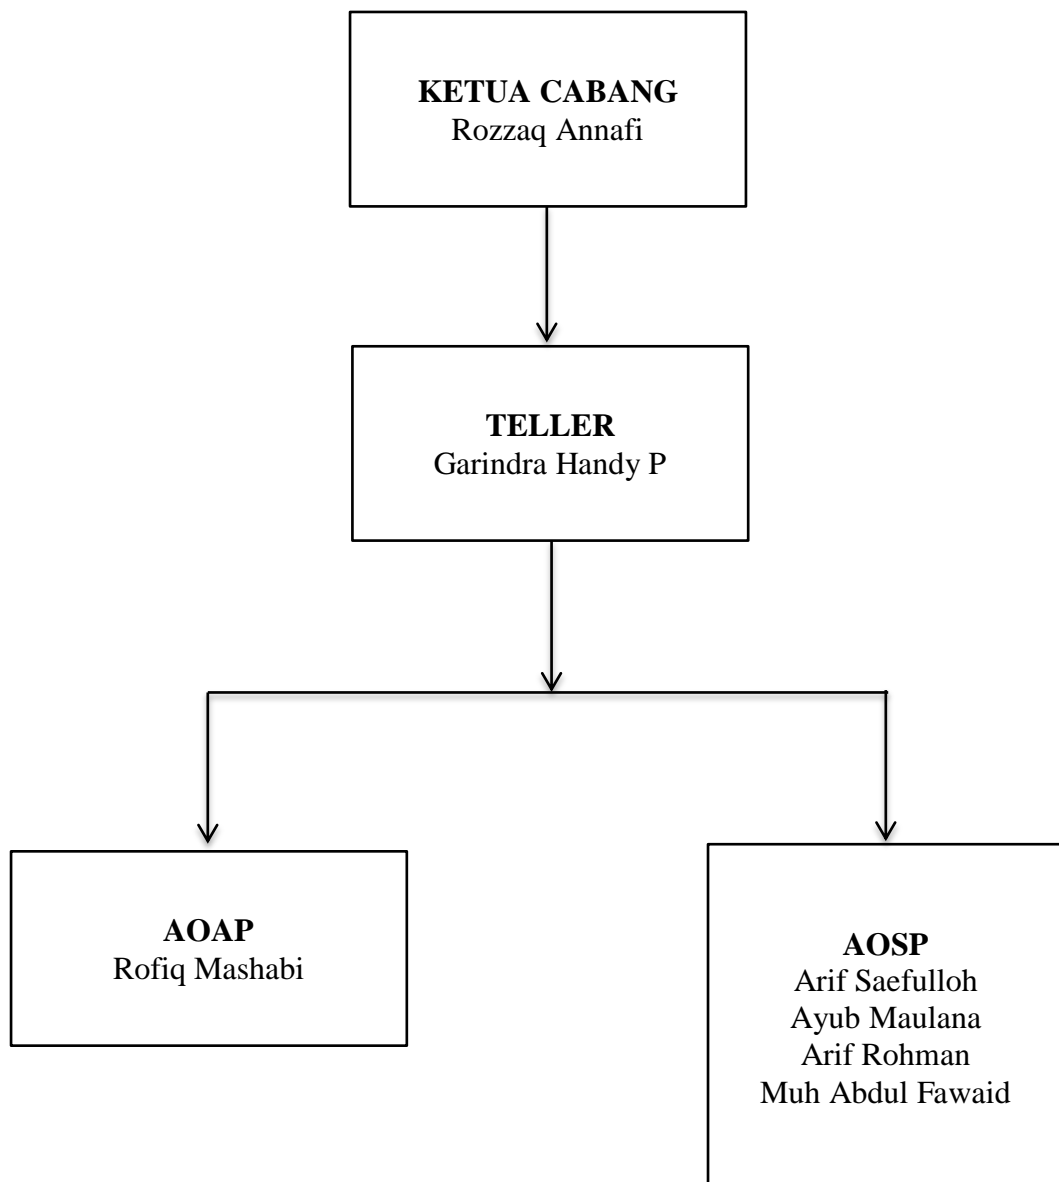 KETUA CABANG
Rozzaq Annafi
TELLER
Garindra Handy P
AOAP
Rofiq Mashabi
AOSP
Arif Saefulloh
Ayub Maulana
Arif Rohman
Muh Abdul Fawaid